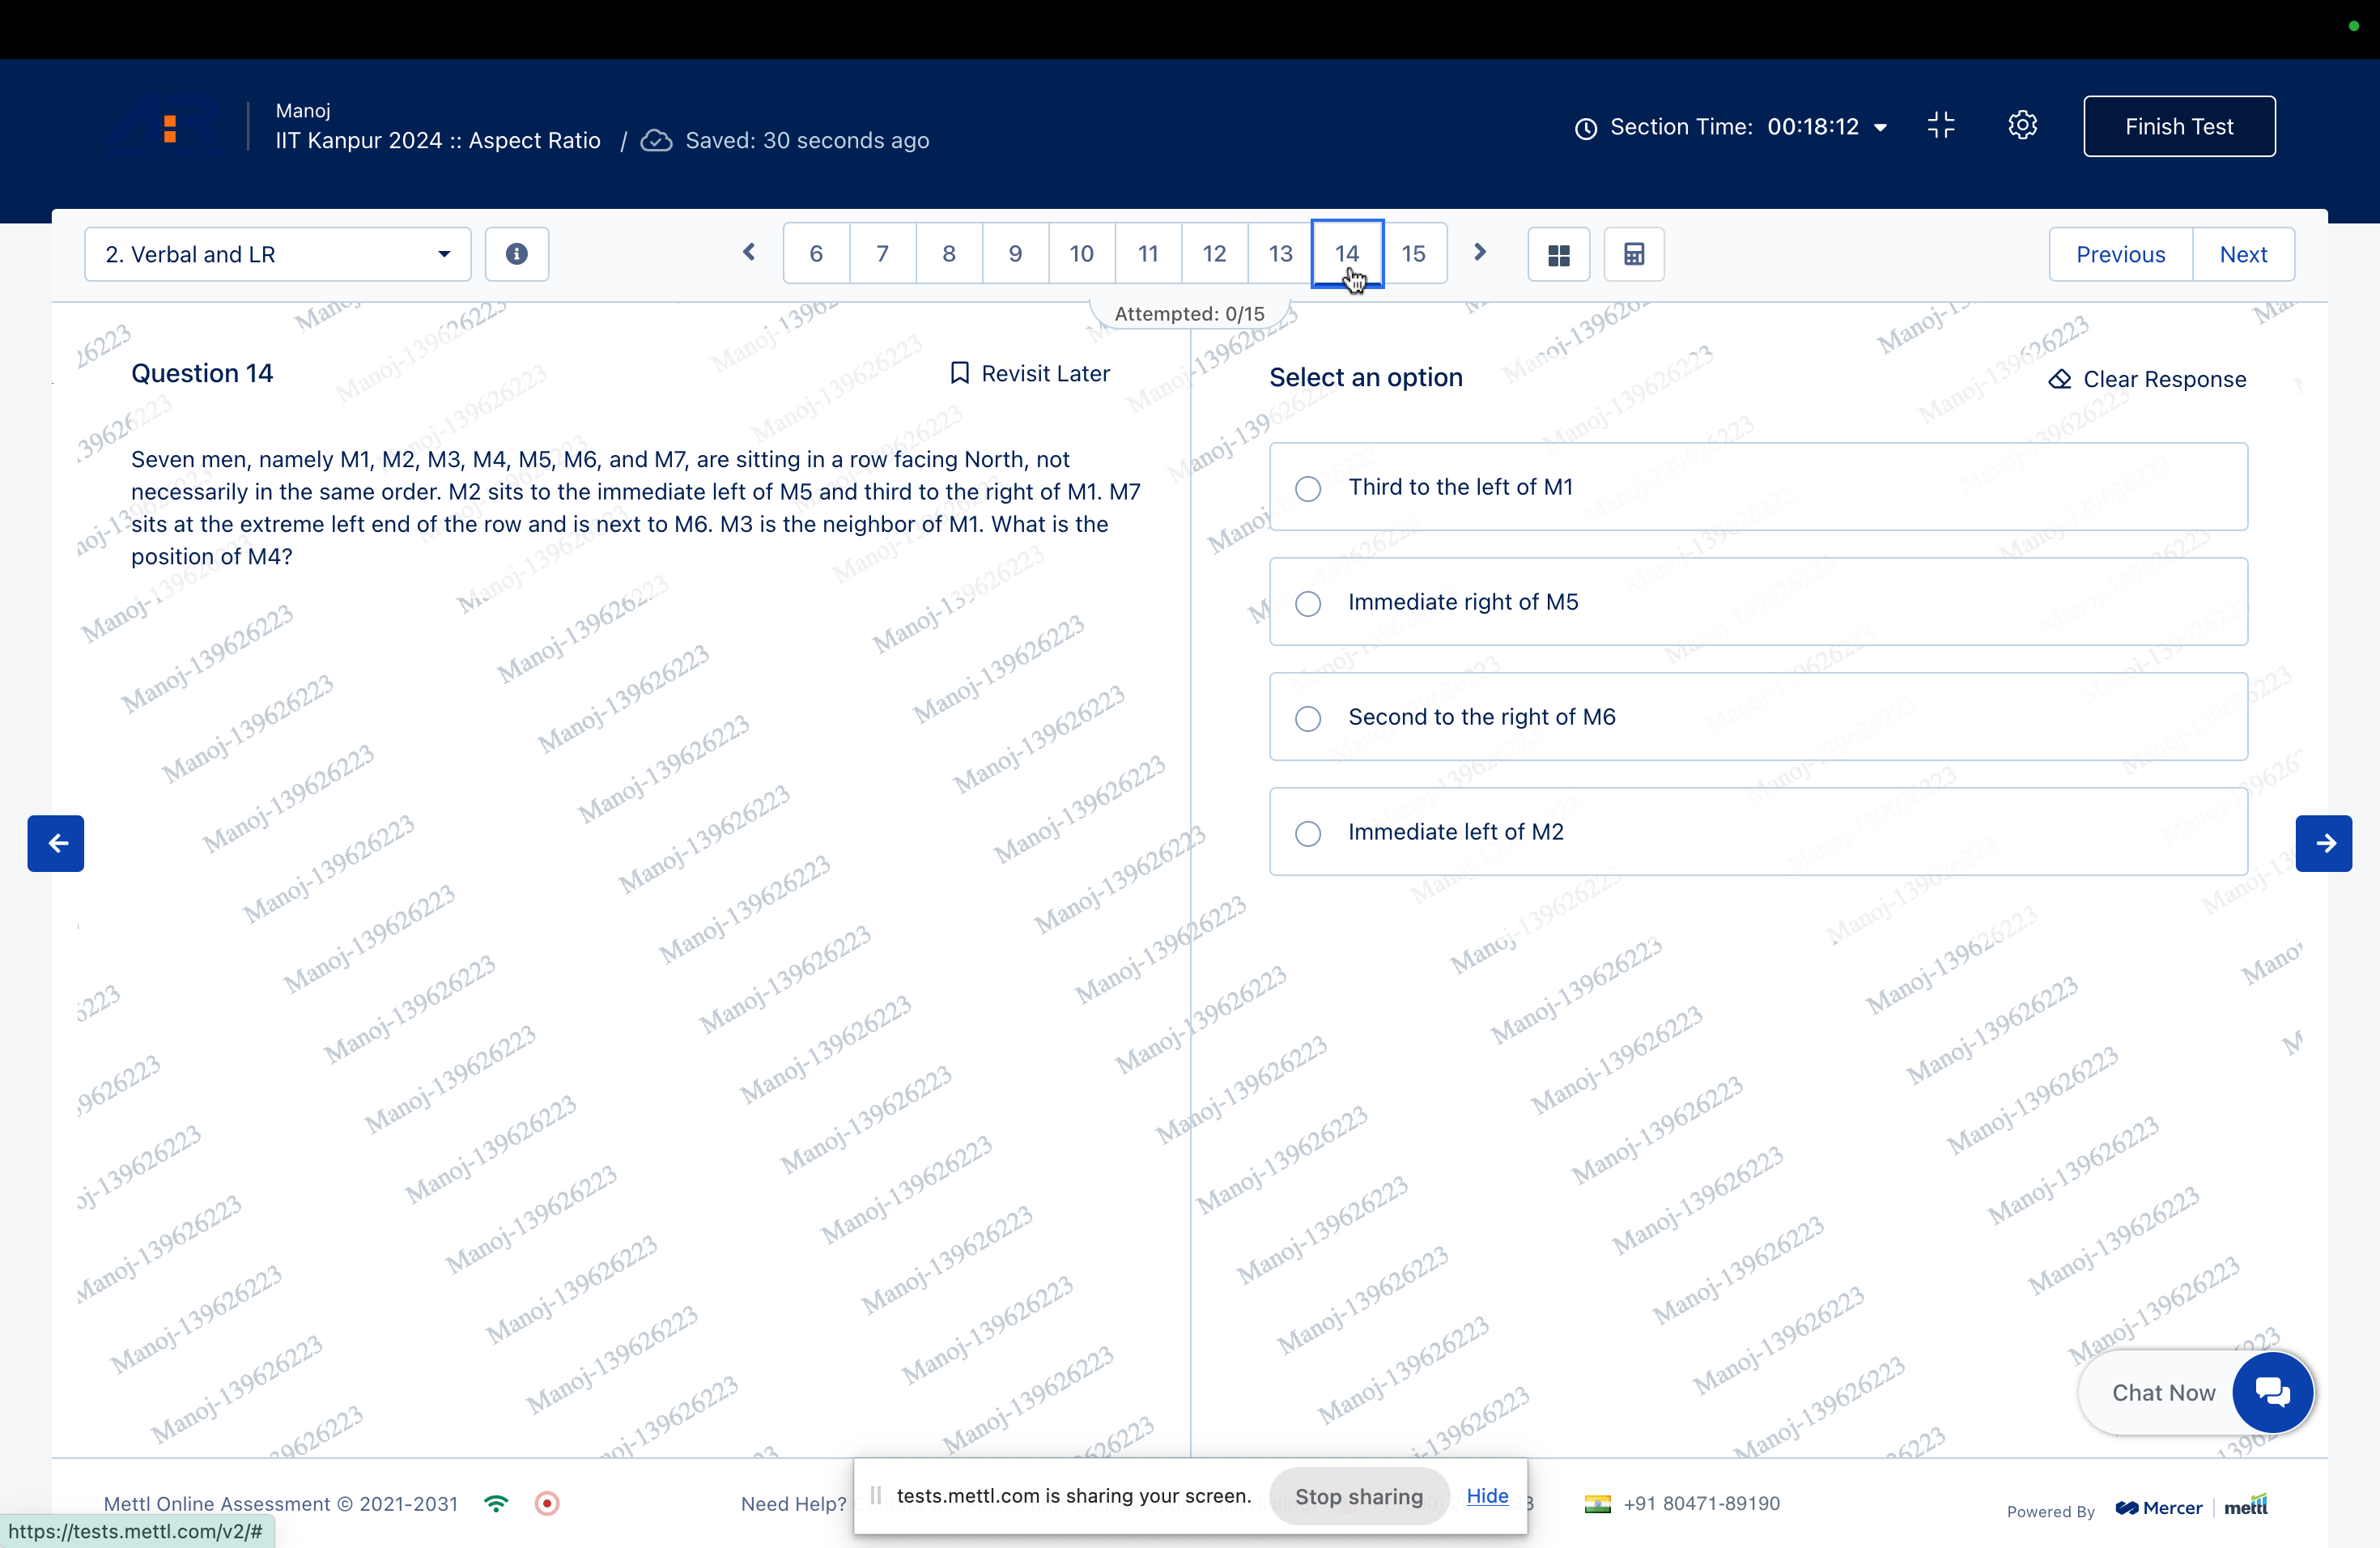 Manoj
IIT Kanpur 2024 :: Aspect Ratio / Saved: 30 seconds ago
Section Time: 00:18:12
Finish Test
2. Verbal and LR
6 7 8 9 10 11 12 13 14 15
Previous Next
Attempted: 0/15
Question 14
Revisit Later
Seven men, namely M1, M2, M3, M4, M5, M6, and M7, are sitting in a row facing North, not
necessarily in the same order. M2 sits to the immediate left of M5 and third to the right of M1. M7
sits at the extreme left end of the row and is next to M6. M3 is the neighbor of M1. What is the
position of M4?
Select an option
Clear Response
Third to the left of M1
Immediate right of M5
Second to the right of M6
Immediate left of M2
Manoj-139626223
Chat Now
Mettl Online Assessment © 2021-2031
Need Help?
tests.mettl.com is sharing your screen.
Stop sharing
Hide
+91 80471-89190
Powered By
Mercer | mettl
https://tests.mettl.com/v2/#